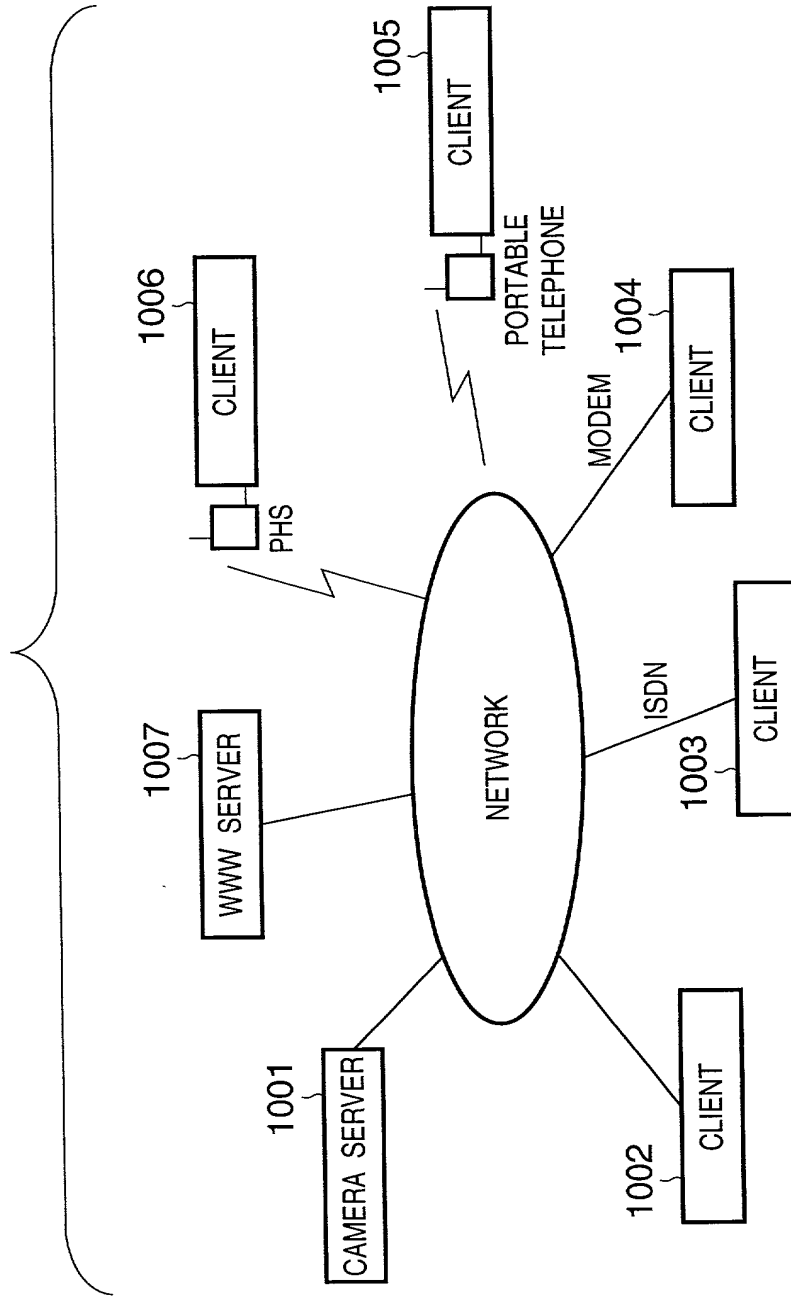 1006
CLIENT
PHS
1007
WWW SERVER
1005
CLIENT
PORTABLE
TELEPHONE
1001
CAMERA SERVER
NETWORK
MODEM
1004
CLIENT
ISDN
1003
CLIENT
1002
CLIENT